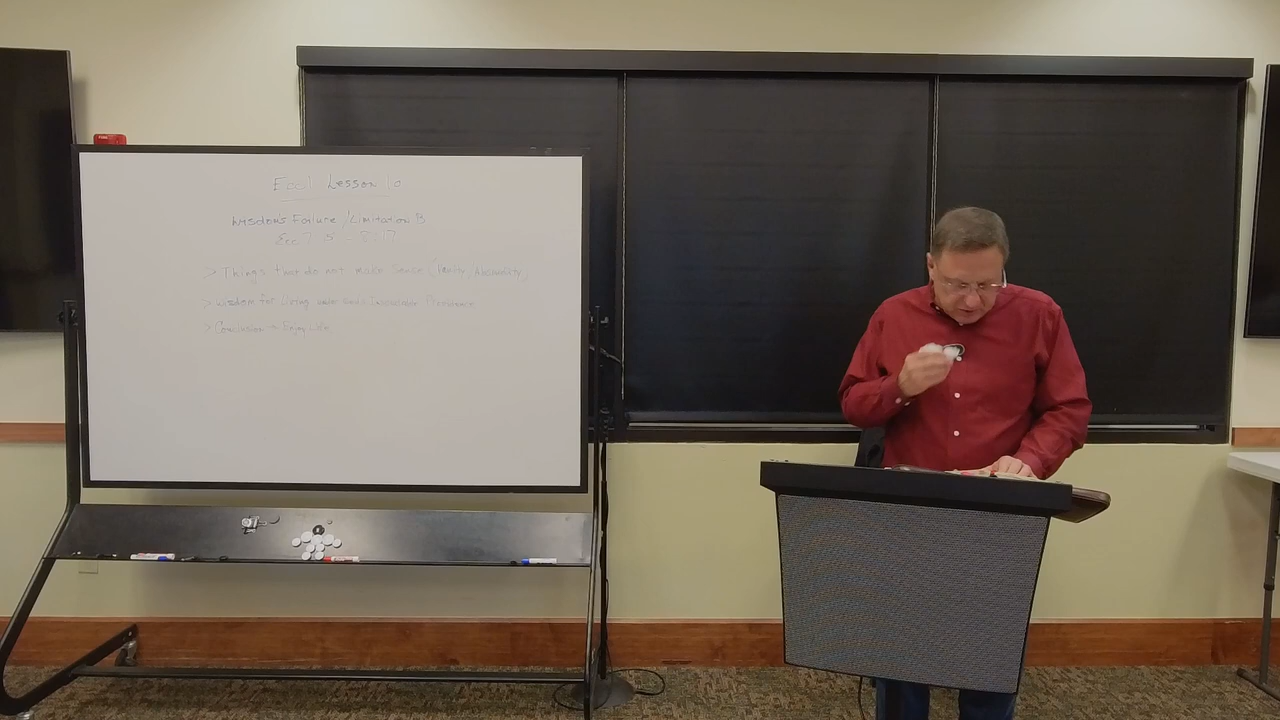 Eccl Lesson 10
Wisdom's Failure / Limitation B
Ecc 7:15 - 8:17
> Things that do not make sense (Vanity / Absurdity)
> Wisdom for living under God's Inscrutable Providence
> Conclusion → Enjoy Life